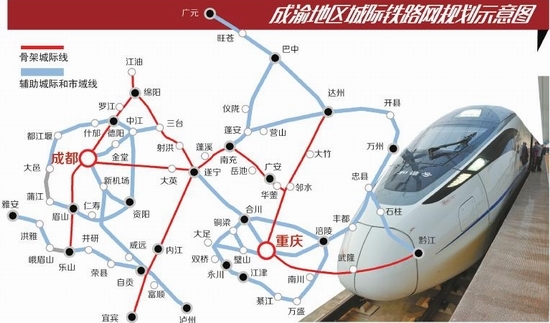 成渝地区城际铁路网规划示意图
骨架城际线
辅助城际和市域线
广元
旺苍
巴中
江油
绵阳
达州
开县
罗江
中江
仪陇
什邡
德阳
三台
都江堰
射洪
蓬溪
蓬安
营山
万州
成都
金堂
南充
大竹
大邑
岳池
广安
忠县
新机场
大英
遂宁
华蓥
邻水
蒲江
石柱
雅安
眉山
仁寿
资阳
合川
丰都
铜梁
涪陵
黔江
洪雅
井研
大足
重庆
威远
内江
武隆
峨眉山
双桥
璧山
乐山
荣县
自贡
永川
江津
南川
富顺
綦江
万盛
宜宾
泸州